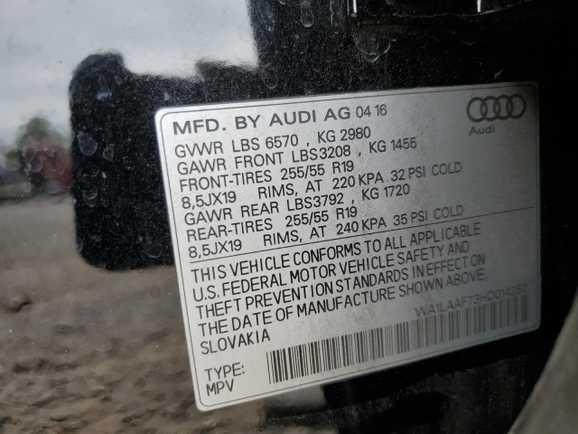 MFD. BY AUDI AG 04 16
Audi
GVWR LBS 6570 , KG 2980
GAWR FRONT LBS3208 , KG 1455
FRONT-TIRES 255/55 R19
8,5JX19 RIMS, AT 220 KPA 32 PSI COLD
GAWR REAR LBS3792 , KG 1720
REAR-TIRES 255/55 R19
8,5JX19 RIMS, AT 240 KPA 35 PSI COLD
THIS VEHICLE CONFORMS TO ALL APPLICABLE
U.S. FEDERAL MOTOR VEHICLE SAFETY AND
THEFT PREVENTION STANDARDS IN EFFECT ON
THE DATE OF MANUFACTURE SHOWN ABOVE
SLOVAKIA
TYPE:
MPV